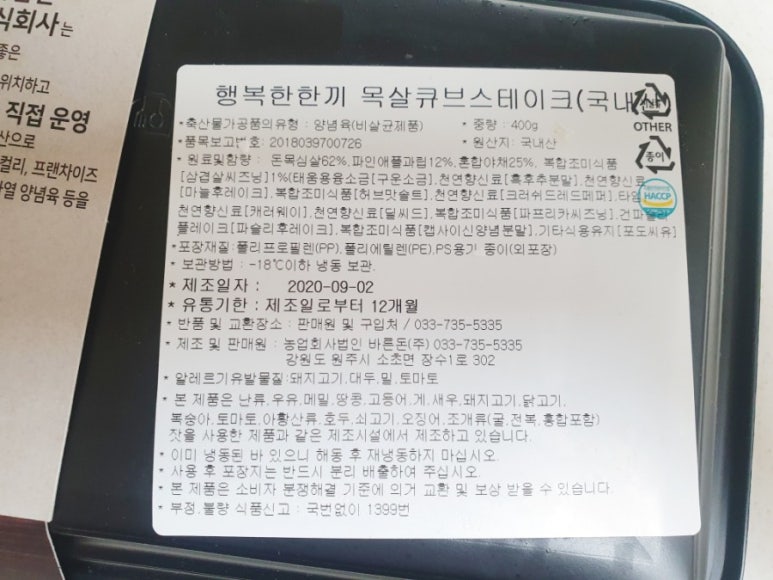 식회사는
좋은
위치하고
직접 운영
산으로
컬리, 프랜차이즈
열 양념육 등을
행복한한끼 목살큐브스테이크(국내
OTHER
종이
HACCP
*축산물가공품의유형 : 양념육(비살균제품) * 중량 : 400g
*품목보고번호: 2018039700726 * 원산지: 국내산
* 원료및함량 : 돈목심살62%,파인애플과립12%,혼합야채25%, 복합조미식품
[삼겹살씨즈닝]1%(태움용융소금[구운소금],천연향신료[흑후추분말],천연향신료
[마늘후레이크],복합조미식품[허브맛솔트],천연향신료[크러쉬드레드페퍼],타임
천연향신료[캐러웨이],천연향신료[딜씨드],복합조미식품[파프리카씨즈닝],건파슬
플레이크[파슬리후레이크],복합조미식품[캡사이신양념분말],기타식용유지[포도씨유]
*포장재질:폴리프로필렌(PP),폴리에틸렌(PE),PS용기 종이(외포장)
* 보관방법 : -18℃이하 냉동 보관.
* 제조일자 : 2020-09-02
* 유통기한 : 제조일로부터 12개월
* 반품 및 교환장소 : 판매원 및 구입처 / 033-735-5335
* 제조 및 판매원 : 농업회사법인 바른돈(주) 033-735-5335
강원도 원주시 소초면 장수1로 302
* 알레르기유발물질:돼지고기,대두,밀,토마토
* 본 제품은 난류,우유,메밀,땅콩,고등어,게,새우,돼지고기,닭고기,
복숭아,토마토,아황산류,호두,쇠고기,오징어,조개류(굴,전복,홍합포함)
잣을 사용한 제품과 같은 제조시설에서 제조하고 있습니다.
* 이미 냉동된 바 있으니 해동 후 재냉동하지 마십시오.
* 사용 후 포장지는 반드시 분리 배출하여 주십시오.
* 본 제품은 소비자 분쟁해결 기준에 의거 교환 및 보상 받을 수 있습니다.
* 부정,불량 식품신고 : 국번없이 1399번